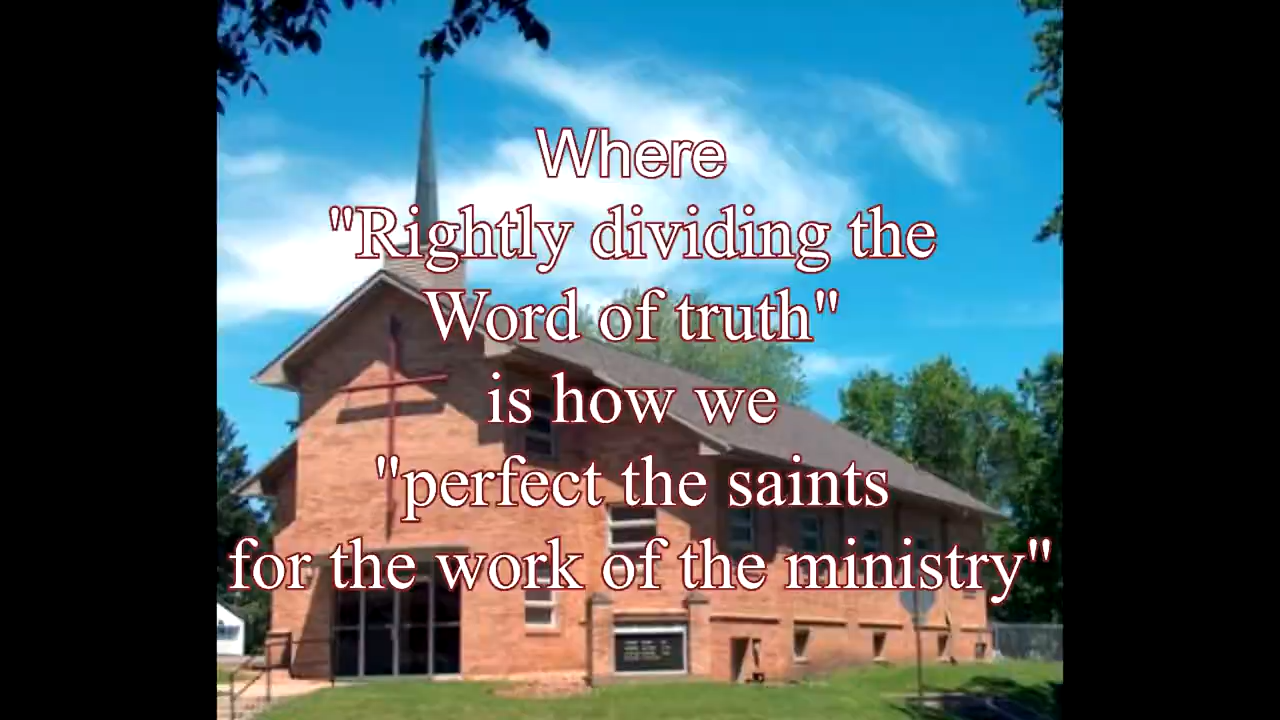 Where
"Rightly dividing the
Word of truth"
is how we
"perfect the saints
for the work of the ministry"